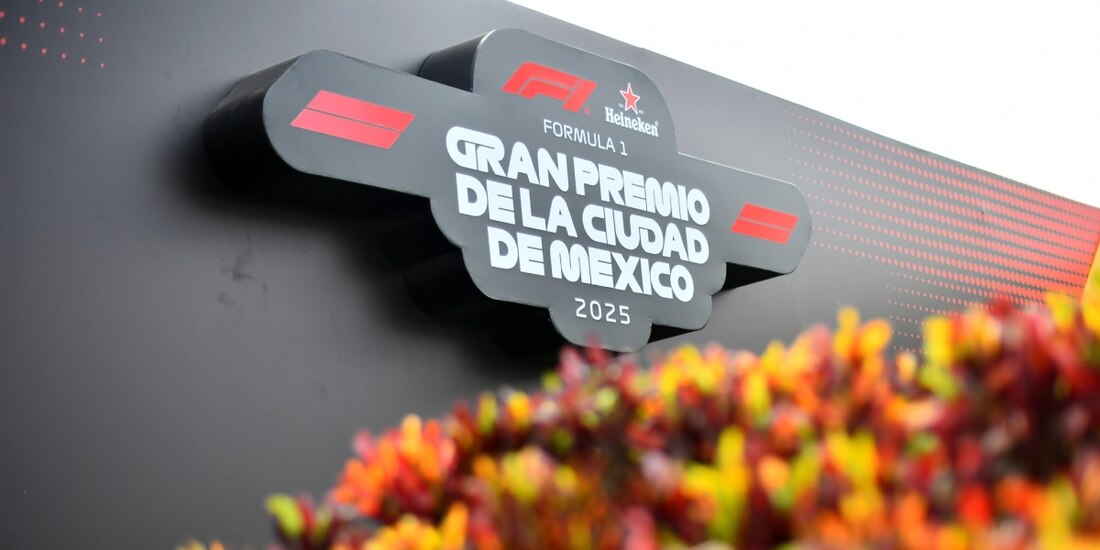 F1
Heineken
FORMULA 1
GRAN PREMIO
DE LA CIUDAD
DE MEXICO
2025